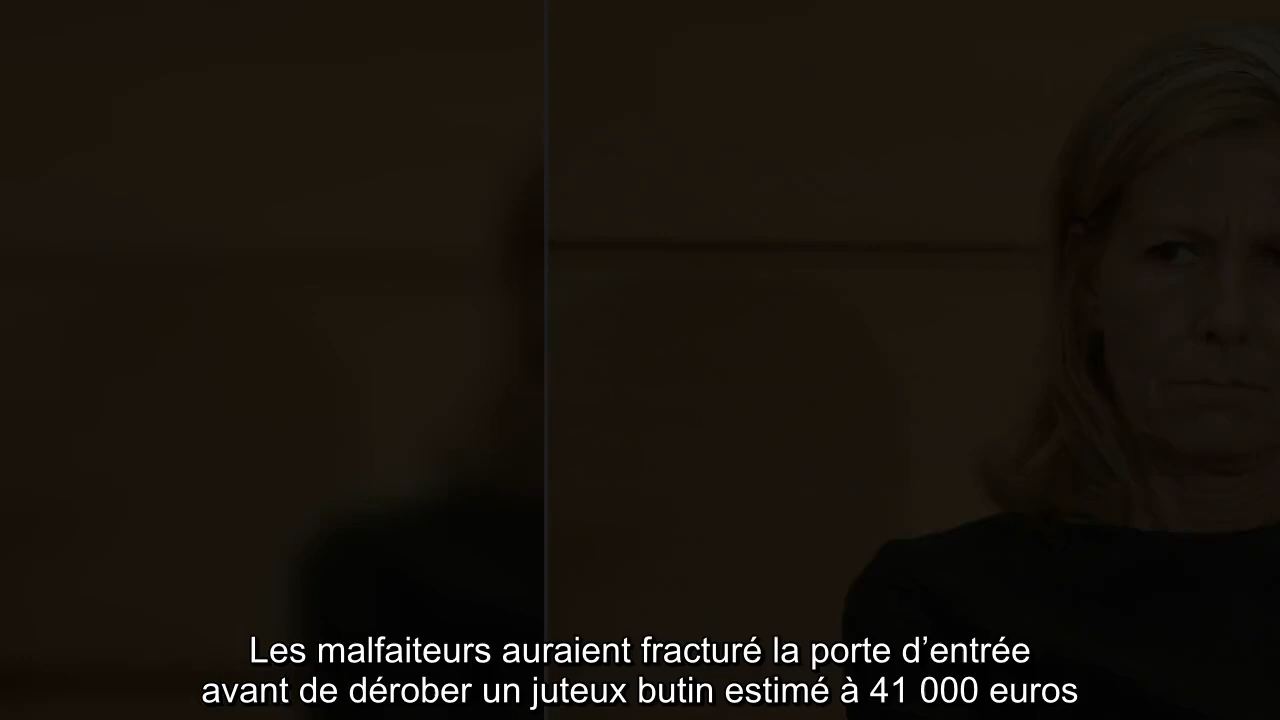 Les malfaiteurs auraient fracturé la porte d’entrée
avant de dérober un juteux butin estimé à 41 000 euros